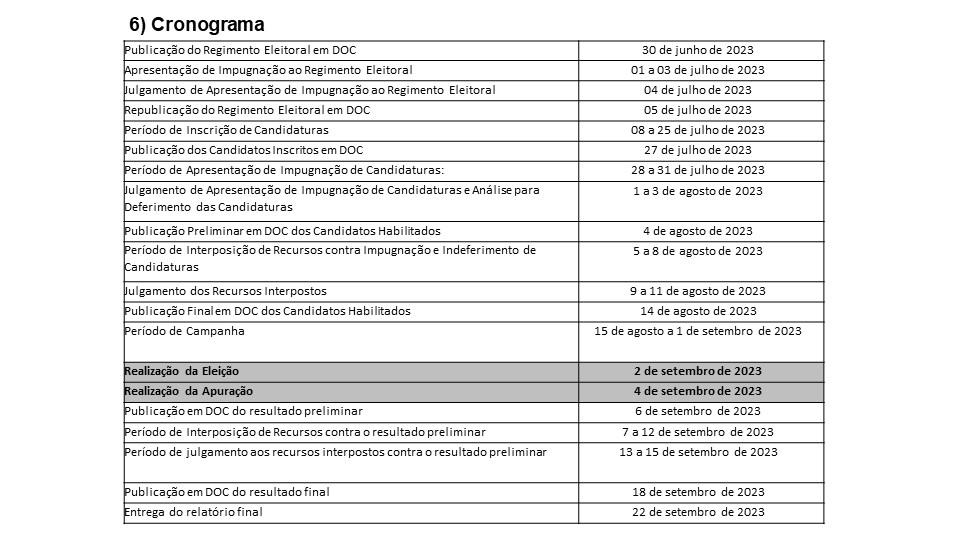 6) Cronograma
Publicação do Regimento Eleitoral em DOC 30 de junho de 2023
Apresentação de Impugnação ao Regimento Eleitoral 01 a 03 de julho de 2023
Julgamento de Apresentação de Impugnação ao Regimento Eleitoral 04 de julho de 2023
Republicação do Regimento Eleitoral em DOC 05 de julho de 2023
Período de Inscrição de Candidaturas 08 a 25 de julho de 2023
Publicação dos Candidatos Inscritos em DOC 27 de julho de 2023
Período de Apresentação de Impugnação de Candidaturas: 28 a 31 de julho de 2023
Julgamento de Apresentação de Impugnação de Candidaturas e Análise para 1 a 3 de agosto de 2023
Deferimento das Candidaturas
Publicação Preliminar em DOC dos Candidatos Habilitados 4 de agosto de 2023
Período de Interposição de Recursos contra Impugnação e Indeferimento de 5 a 8 de agosto de 2023
Candidaturas
Julgamento dos Recursos Interpostos 9 a 11 de agosto de 2023
Publicação Final em DOC dos Candidatos Habilitados 14 de agosto de 2023
Período de Campanha 15 de agosto a 1 de setembro de 2023
Realização da Eleição 2 de setembro de 2023
Realização da Apuração 4 de setembro de 2023
Publicação em DOC do resultado preliminar 6 de setembro de 2023
Período de Interposição de Recursos contra o resultado preliminar 7 a 12 de setembro de 2023
Período de julgamento aos recursos interpostos contra o resultado preliminar 13 a 15 de setembro de 2023
Publicação em DOC do resultado final 18 de setembro de 2023
Entrega do relatório final 22 de setembro de 2023